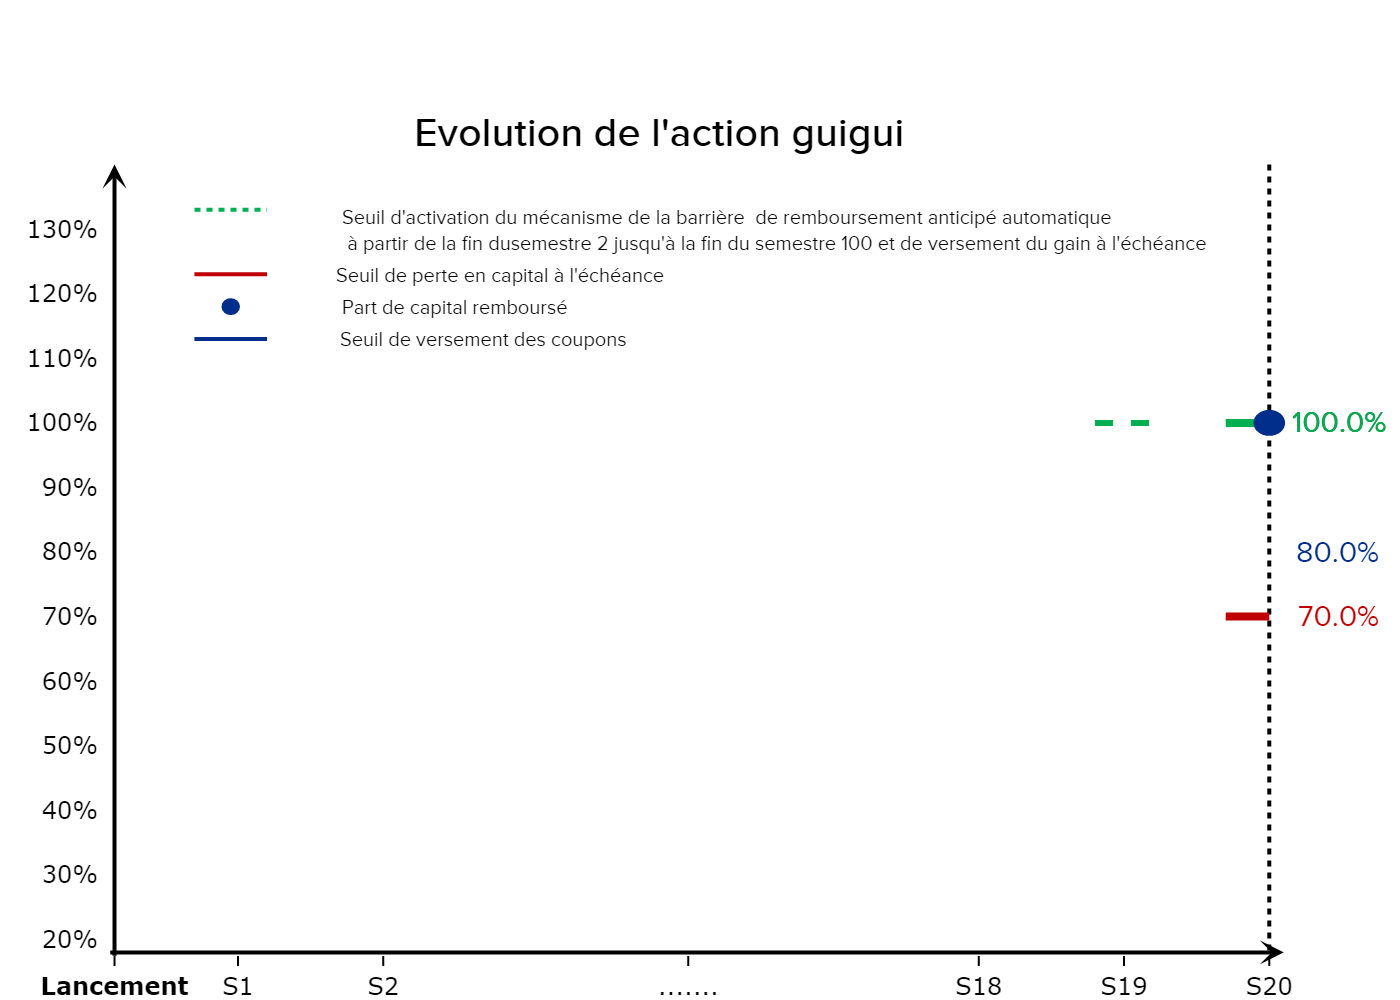 Evolution de l'action guigui
Seuil d'activation du mécanisme de la barrière  de remboursement anticipé automatique
à partir de la fin dusemestre 2 jusqu'à la fin du semestre 100 et de versement du gain à l'échéance
Seuil de perte en capital à l'échéance
Part de capital remboursé
Seuil de versement des coupons
130%
120%
110%
100%
90%
80%
70%
60%
50%
40%
30%
20%
100.0%
80.0%
70.0%
Lancement S1 S2 ....... S18 S19 S20